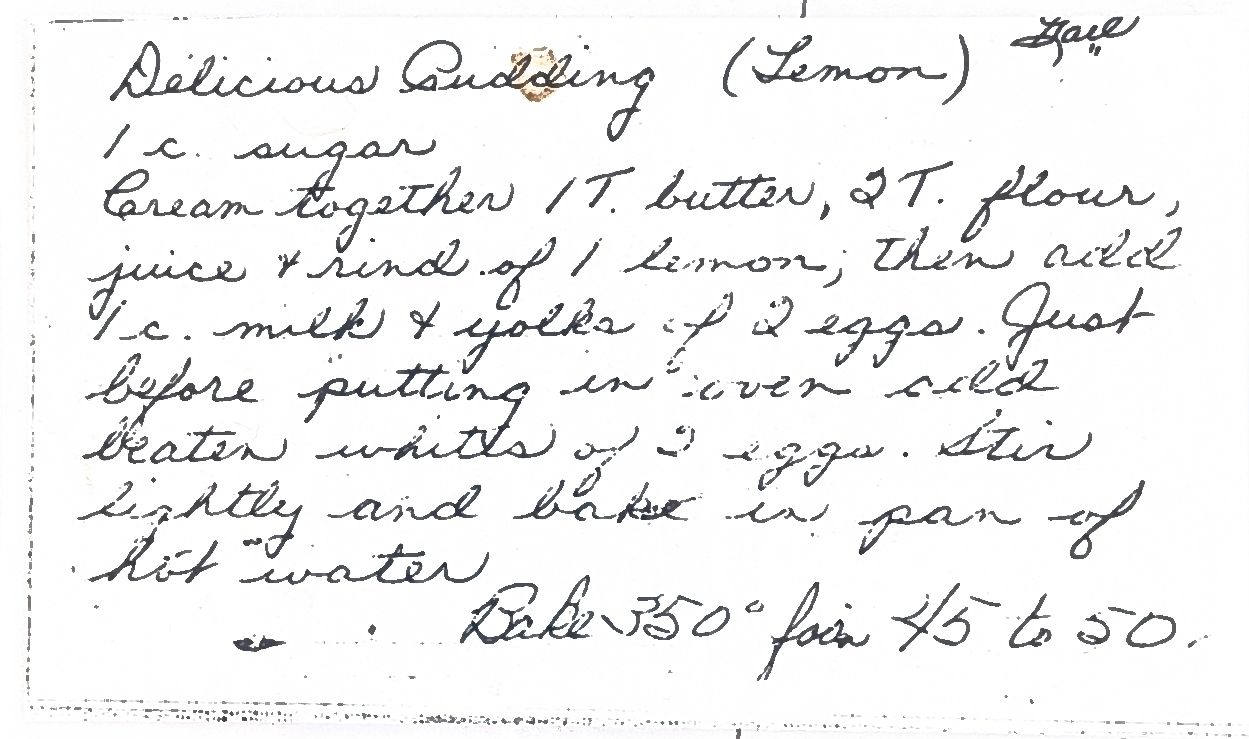 Gail
Delicious Pudding (Lemon)
1 c. sugar
Cream together 1 T. butter, 2 T. flour,
juice & rind of 1 lemon; then add
1 c. milk & yolks of 2 eggs. Just
before putting in oven add
beaten whites of 2 eggs. Stir
lightly and bake in pan of
hot water
Bake 350° for 45 to 50.